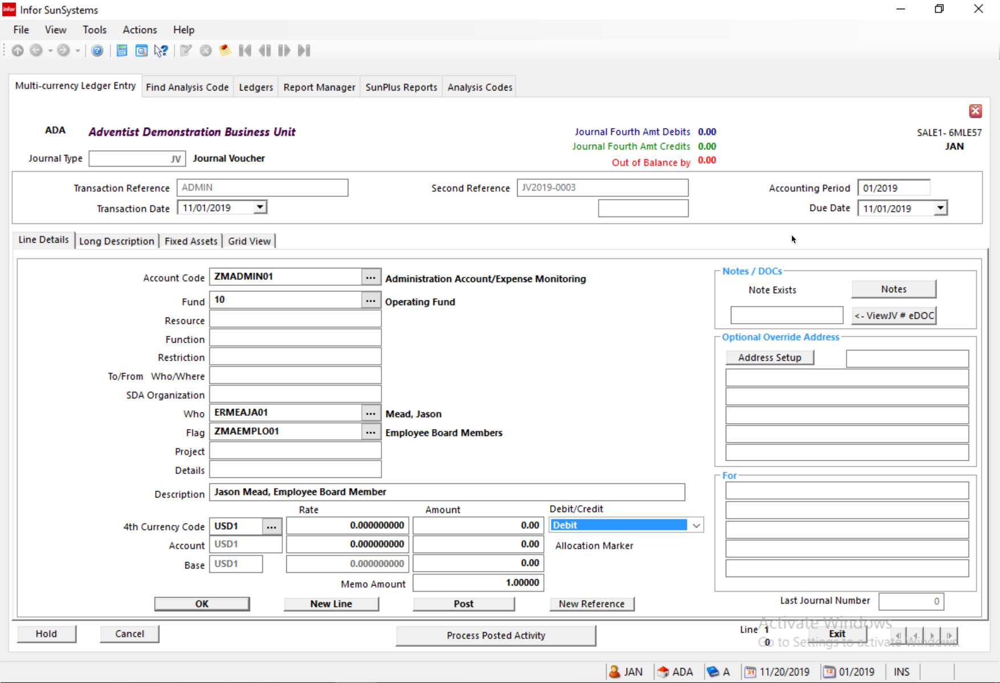 infor Infor SunSystems
File View Tools Actions Help
Multi-currency Ledger Entry Find Analysis Code Ledgers Report Manager SunPlus Reports Analysis Codes
ADA Adventist Demonstration Business Unit
Journal Fourth Amt Debits 0.00
SALE1- 6MLE57
Journal Fourth Amt Credits 0.00
JAN
Journal Type JV Journal Voucher
Out of Balance by 0.00
Transaction Reference ADMIN Second Reference JV2019-0003 Accounting Period 01/2019
Transaction Date 11/01/2019 Due Date 11/01/2019
Line Details Long Description Fixed Assets Grid View
Account Code ZMADMIN01 ... Administration Account/Expense Monitoring
Fund 10 ... Operating Fund
Resource
Function
Restriction
To/From Who/Where
SDA Organization
Who ERMEAJA01 ... Mead, Jason
Flag ZMAEMPLO01 ... Employee Board Members
Project
Details
Description Jason Mead, Employee Board Member
Rate Amount Debit/Credit
4th Currency Code USD1 ... 0.000000000 0.00 Debit
Account USD1 0.000000000 0.00 Allocation Marker
Base USD1 0.000000000 0.00
Memo Amount 1.00000
OK New Line Post New Reference
Notes / DOCs
Note Exists Notes
<- ViewJV # eDOC
Optional Override Address
Address Setup
For
Last Journal Number 0
Hold Cancel Process Posted Activity Line 1 Exit
0
Activate Windows
Go to Settings to activate Windows.
JAN ADA A 31 11/20/2019 12 01/2019 INS